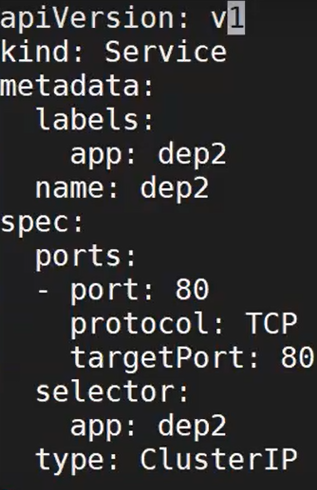 apiVersion: v1
kind: Service
metadata:
  labels:
    app: dep2
  name: dep2
spec:
  ports:
  - port: 80
    protocol: TCP
    targetPort: 80
  selector:
    app: dep2
  type: ClusterIP